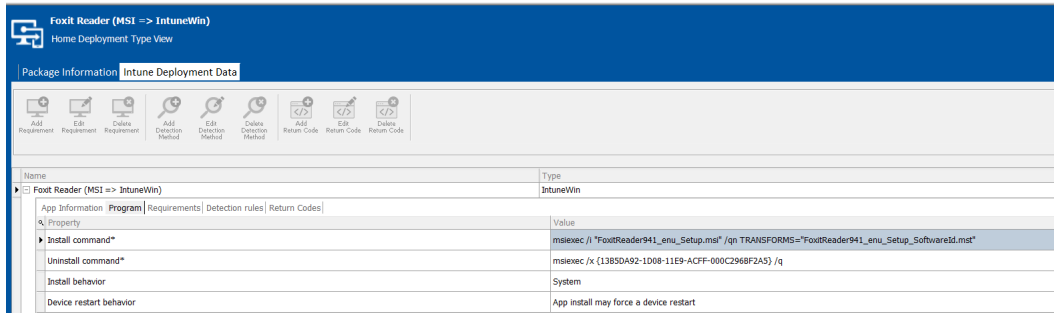 Foxit Reader (MSI => IntuneWin)
Home Deployment Type View
Package Information Intune Deployment Data
Add Requirement
Edit Requirement
Delete Requirement
Add Detection Method
Edit Detection Method
Delete Detection Method
Add Return Code
Edit Return Code
Delete Return Code
Name Type
Foxit Reader (MSI => IntuneWin) IntuneWin
App Information Program Requirements Detection rules Return Codes
Property Value
Install command* msiexec /i "FoxitReader941_enu_Setup.msi" /qn TRANSFORMS="FoxitReader941_enu_Setup_SoftwareId.mst"
Uninstall command* msiexec /x {13B5DA92-1D08-11E9-ACFF-000C296BF2A5} /q
Install behavior System
Device restart behavior App install may force a device restart